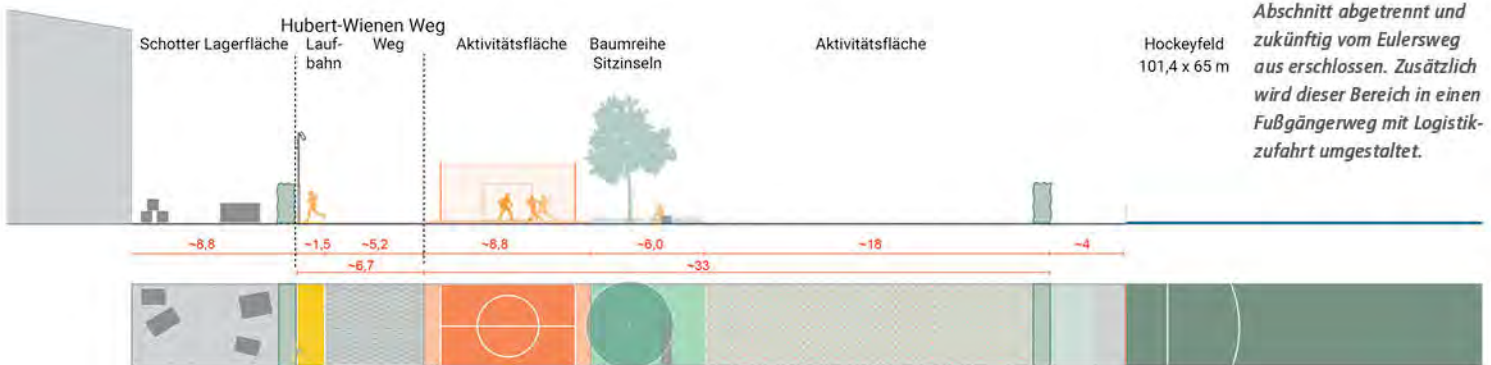 Hubert-Wienen Weg
Schotter Lagerfläche
Lauf-
bahn
Weg
Aktivitätsfläche
Baumreihe
Sitzinseln
Aktivitätsfläche
Hockeyfeld
101,4 x 65 m
Abschnitt abgetrennt und
zukünftig vom Eulersweg
aus erschlossen. Zusätzlich
wird dieser Bereich in einen
Fußgängerweg mit Logistik-
zufahrt umgestaltet.
~8,8
~1,5
~5,2
~8,8
~6,0
~18
~4
~6,7
~33